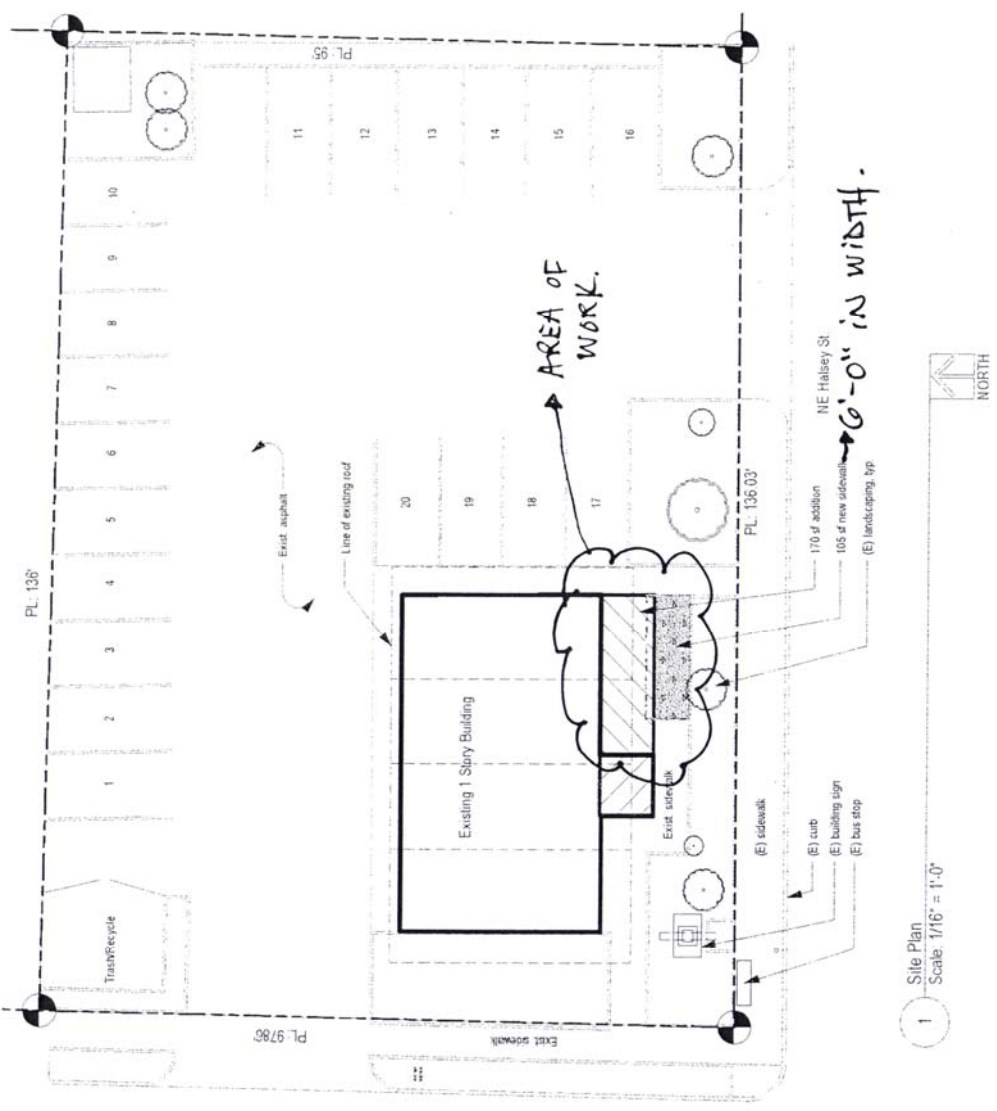 PL: 136'
PL: 95'
PL: 9786'
PL: 136 03'
Trash/Recycle
1
2
3
4
5
6
7
8
9
10
11
12
13
14
15
16
20
19
18
17
Exist. asphalt
Line of existing roof
Existing 1 Story Building
AREA OF
WORK.
Exist sidewalk
Exist sidewalk
NE Halsey St.
170 sf addition
105 sf new sidewalk
6'-0" IN WIDTH.
(E) landscaping, typ
(E) sidewalk
(E) curb
(E) building sign
(E) bus stop
1
Site Plan
Scale: 1/16" = 1'-0"
NORTH